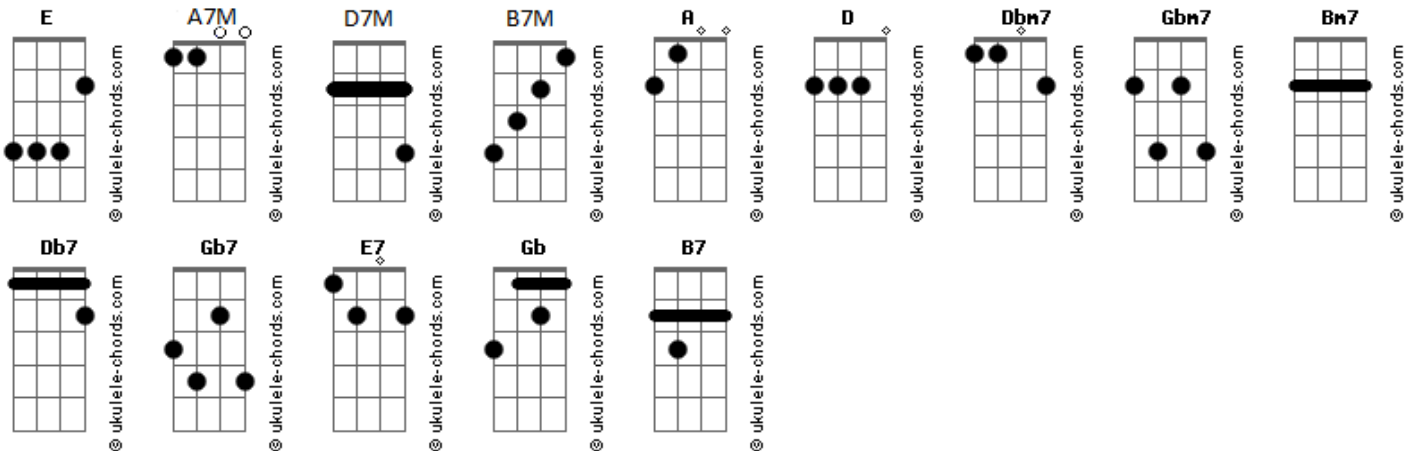 E A7M D7M B7M A D Dbm7 Gbm7 Bm7
© ukulele-chords.com © ukulele-chords.com © ukulele-chords.com © ukulele-chords.com © ukulele-chords.com © ukulele-chords.com © ukulele-chords.com © ukulele-chords.com © ukulele-chords.com
Db7 Gb7 E7 Gb B7
© ukulele-chords.com © ukulele-chords.com © ukulele-chords.com © ukulele-chords.com © ukulele-chords.com